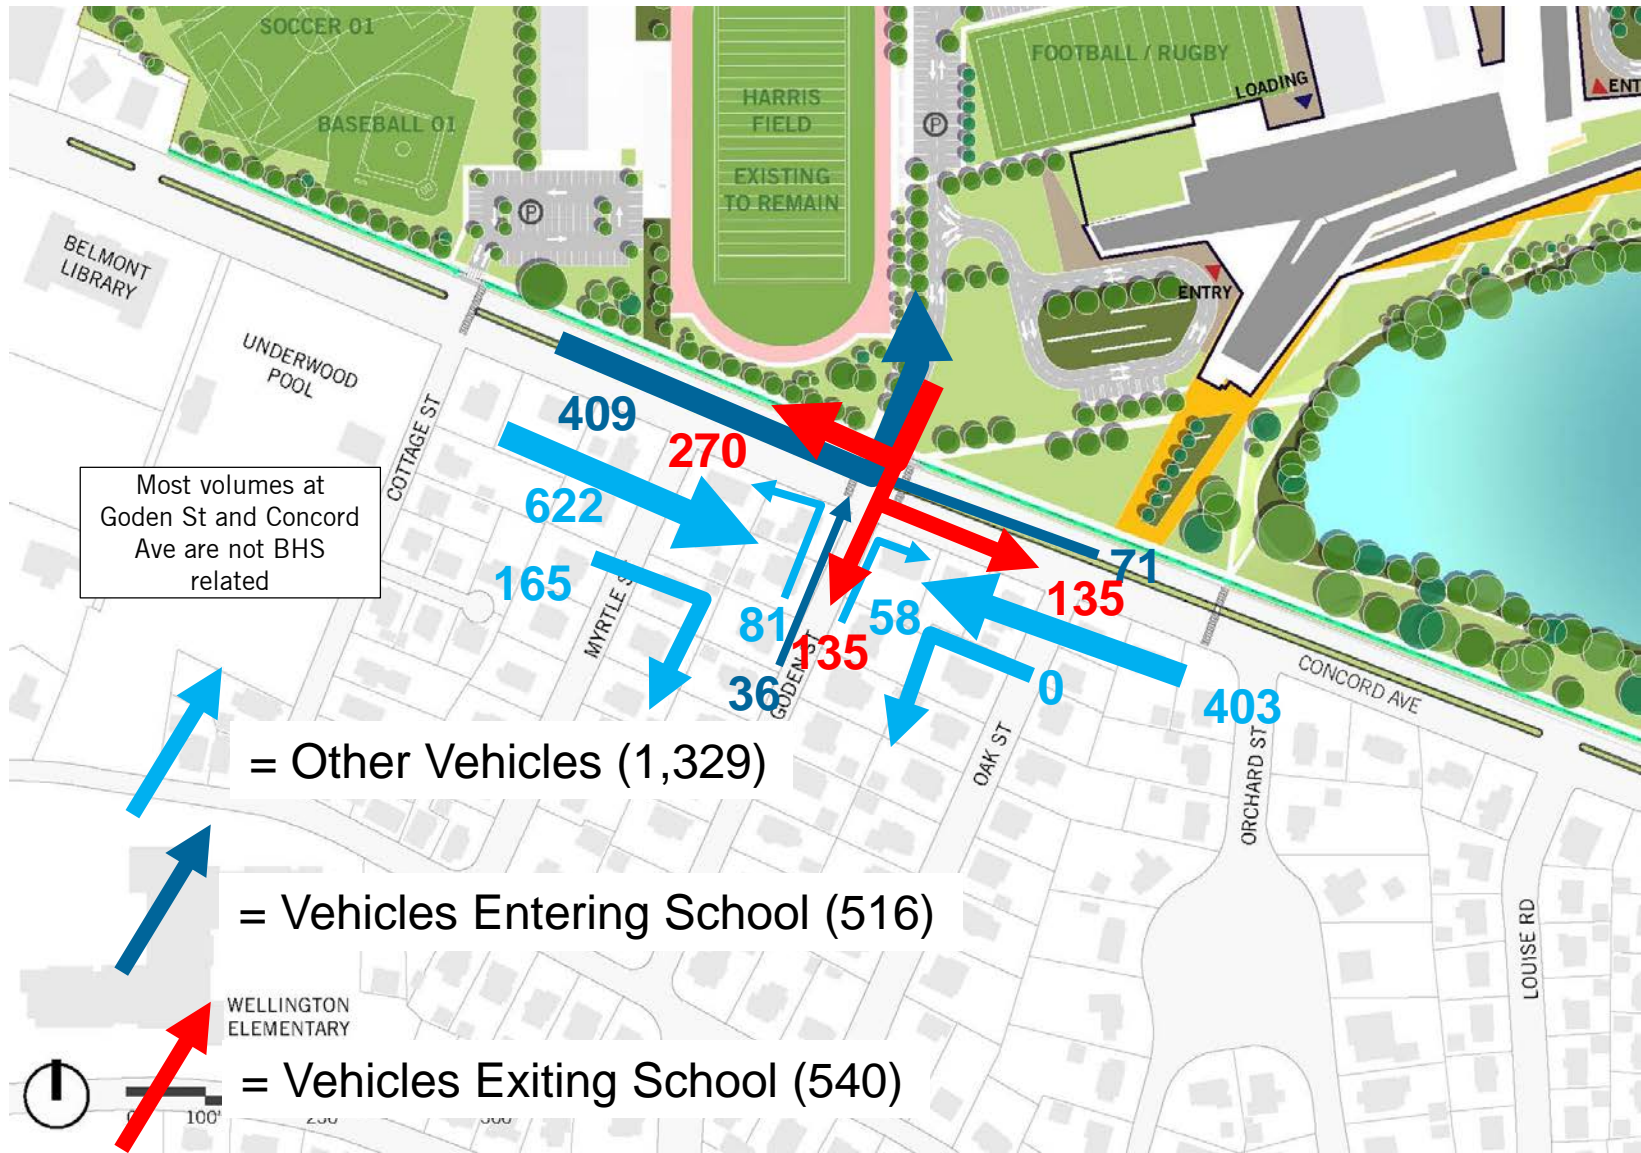 SOCCER 01
BASEBALL 01
HARRIS
FIELD
EXISTING
TO REMAIN
FOOTBALL / RUGBY
LOADING
ENT
P
P
ENTRY
BELMONT
LIBRARY
UNDERWOOD
POOL
COTTAGE ST
409
270
622
165
Most volumes at
Goden St and Concord
Ave are not BHS
related
MYRTLE S
81
135
58
36
GODEN ST
71
135
0
403
CONCORD AVE
OAK ST
ORCHARD ST
LOUISE RD
= Other Vehicles (1,329)
= Vehicles Entering School (516)
WELLINGTON
ELEMENTARY
= Vehicles Exiting School (540)
100'